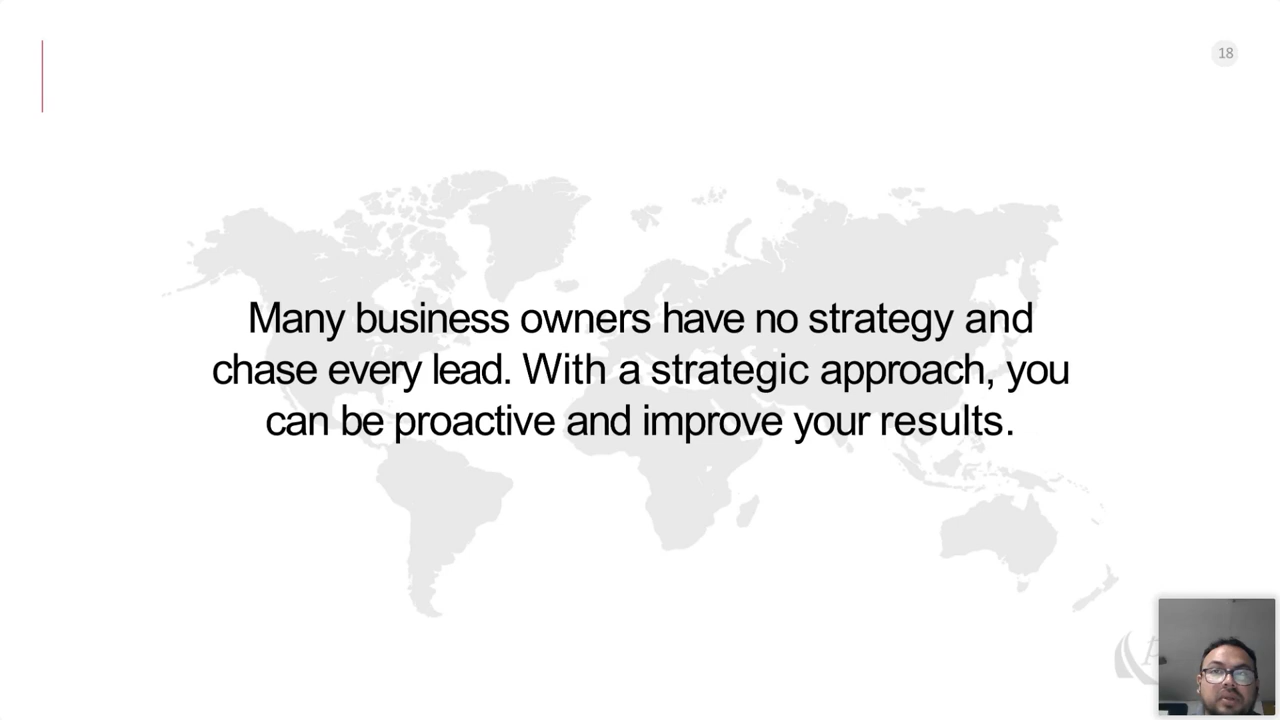 18
Many business owners have no strategy and
chase every lead. With a strategic approach, you
can be proactive and improve your results.